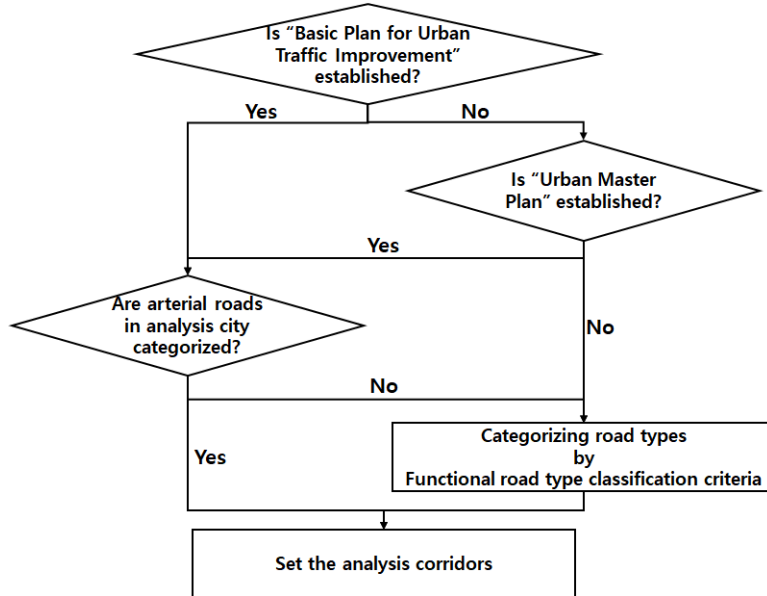 Is “Basic Plan for Urban
Traffic Improvement”
established?
Yes
No
Is “Urban Master
Plan” established?
Yes
Are arterial roads
in analysis city
categorized?
No
No
Categorizing road types
by
Functional road type classification criteria
Yes
Set the analysis corridors